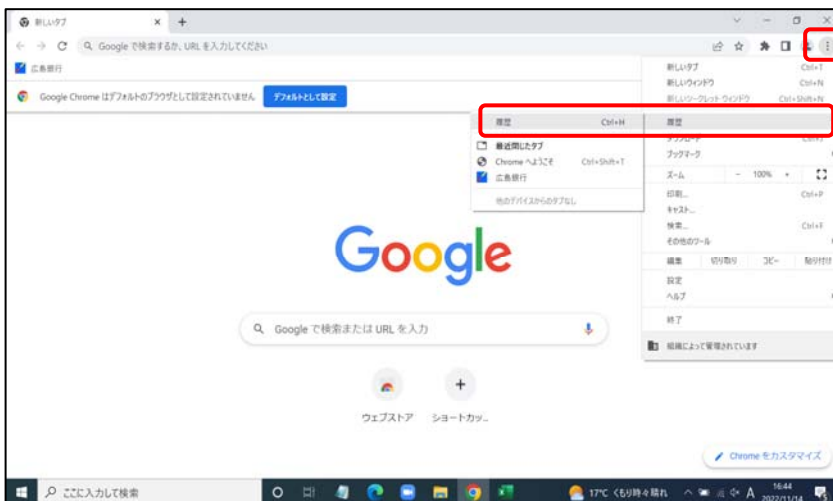 新しいタブ
Google で検索するか、URL を入力してください
広島銀行
Google Chrome はデフォルトのブラウザとして設定されていません デフォルトとして設定
新しいタブ Ctrl+T
新しいウィンドウ Ctrl+N
新しいシークレット ウィンドウ Ctrl+Shift+N
履歴 Ctrl+H
履歴
最近閉じたタブ
Chrome へようこそ Ctrl+Shift+T
広島銀行
他のデバイスからのタブなし
ダウンロード Ctrl+J
ブックマーク
ズーム - 100% +
印刷... Ctrl+P
キャスト...
検索... Ctrl+F
その他のツール
編集 切り取り コピー 貼り付け
設定
ヘルプ
終了
組織によって管理されています
Google
Google で検索または URL を入力
ウェブストア
ショートカッ...
Chrome をカスタマイズ
ここに入力して検索
17°C くもり時々晴れ
A
16:44
2022/11/14